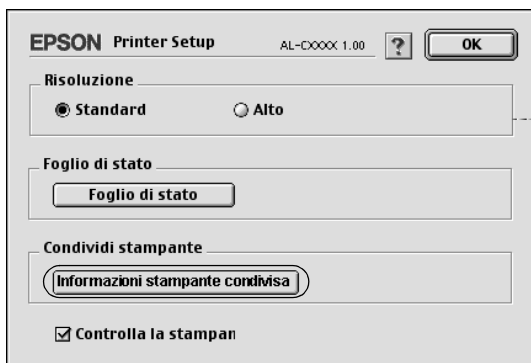 EPSON Printer Setup AL-CXXXX 1.00 ? OK
Risoluzione
Standard Alto
Foglio di stato
Foglio di stato
Condividi stampante
Informazioni stampante condivisa
Controlla la stampan